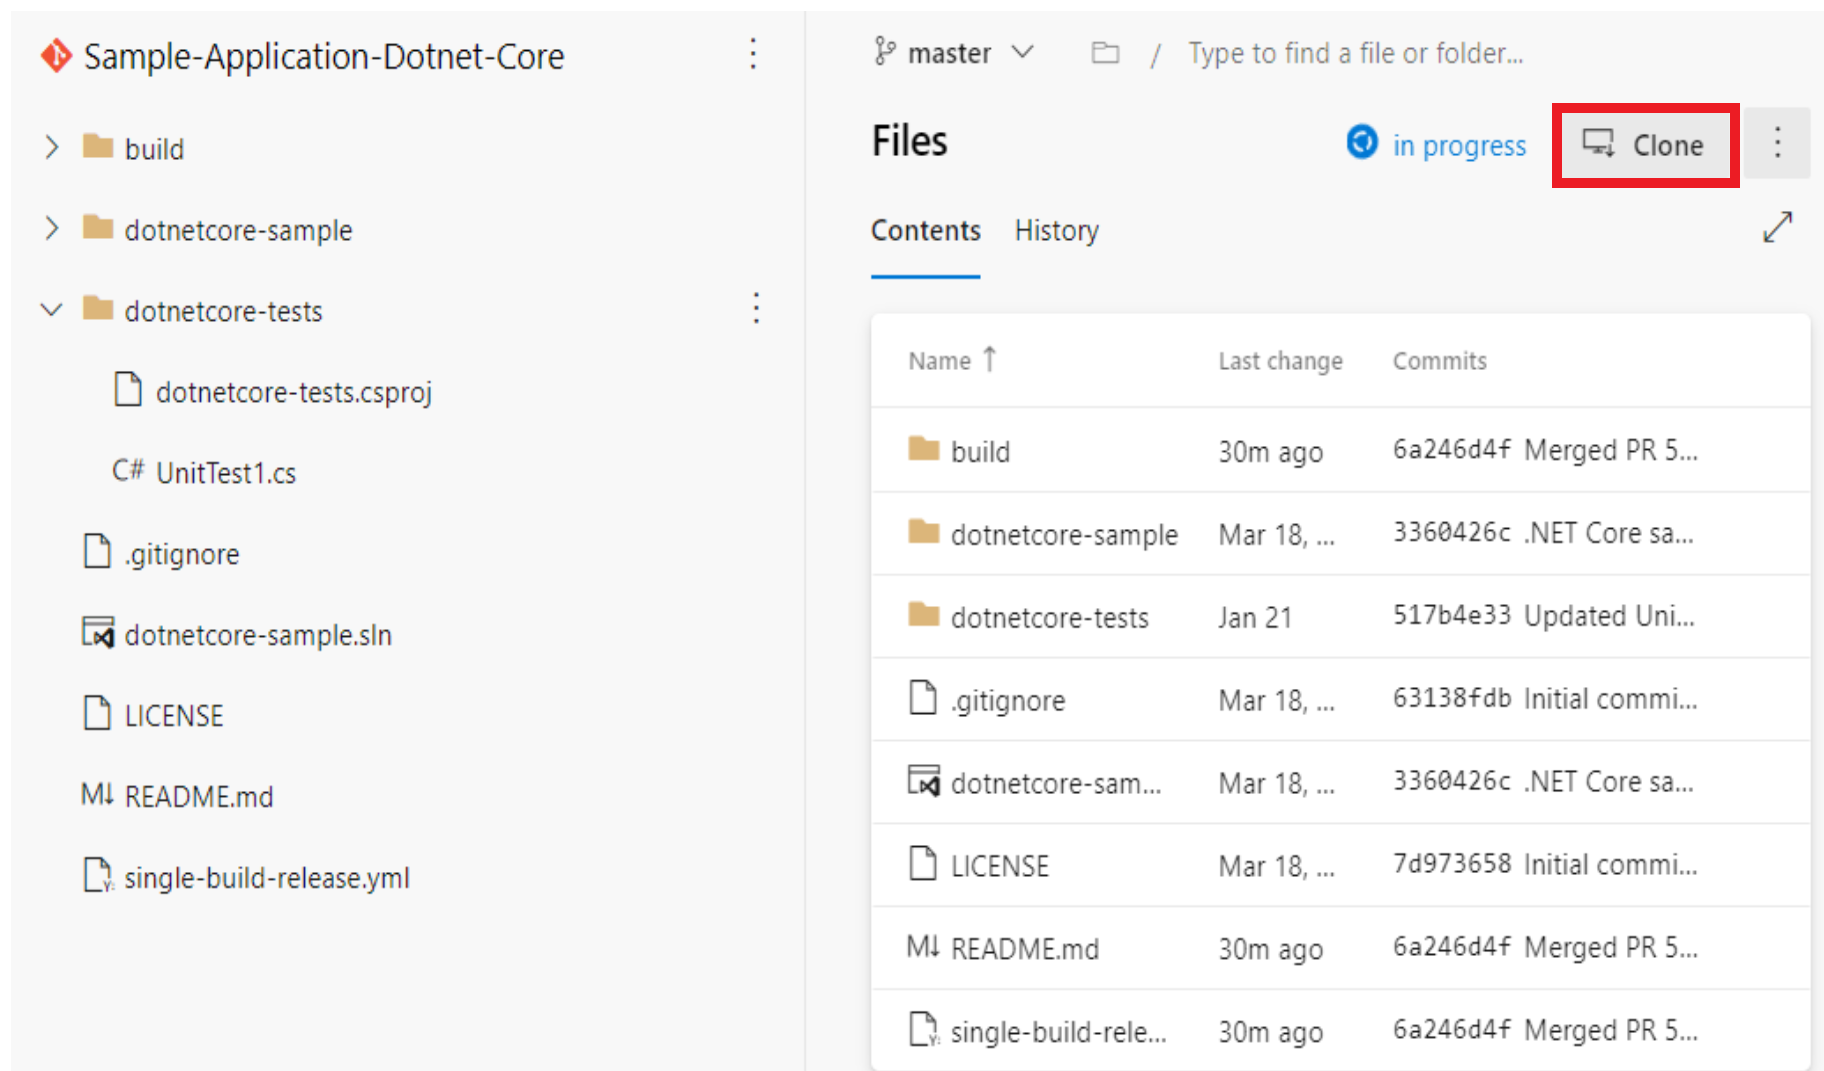 Sample-Application-Dotnet-Core
build
dotnetcore-sample
dotnetcore-tests
dotnetcore-tests.csproj
C# UnitTest1.cs
.gitignore
dotnetcore-sample.sln
LICENSE
M↓ README.md
Y: single-build-release.yml
master / Type to find a file or folder...
Files in progress Clone
Contents History
Name ↑ Last change Commits
build 30m ago 6a246d4f Merged PR 5...
dotnetcore-sample Mar 18, ... 3360426c .NET Core sa...
dotnetcore-tests Jan 21 517b4e33 Updated Uni...
.gitignore Mar 18, ... 63138fdb Initial commi...
dotnetcore-sam... Mar 18, ... 3360426c .NET Core sa...
LICENSE Mar 18, ... 7d973658 Initial commi...
M↓ README.md 30m ago 6a246d4f Merged PR 5...
Y: single-build-rele... 30m ago 6a246d4f Merged PR 5...